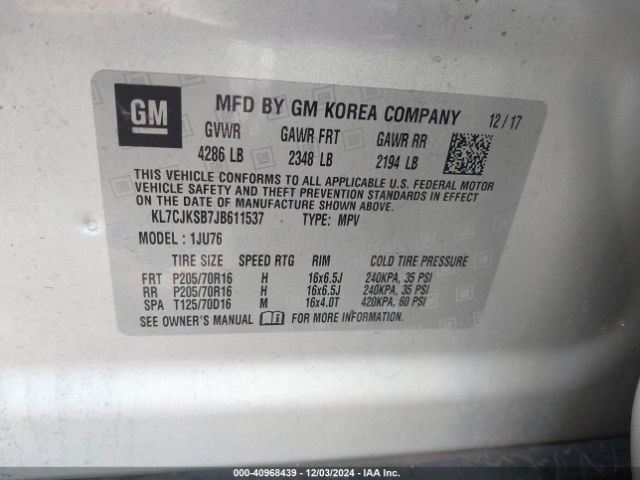 GM
MFD BY GM KOREA COMPANY 12/17
GVWR GAWR FRT GAWR RR
4286 LB 2348 LB 2194 LB
THIS VEHICLE CONFORMS TO ALL APPLICABLE U.S. FEDERAL MOTOR
VEHICLE SAFETY AND THEFT PREVENTION STANDARDS IN EFFECT
ON THE DATE OF MANUFACTURE SHOWN ABOVE.
KL7CJKSB7JB611537 TYPE: MPV
MODEL : 1JU76
TIRE SIZE SPEED RTG RIM COLD TIRE PRESSURE
FRT P205/70R16 H 16x6.5J 240KPA, 35 PSI
RR P205/70R16 H 16x6.5J 240KPA, 35 PSI
SPA T125/70D16 M 16x4.0T 420KPA, 60 PSI
SEE OWNER'S MANUAL FOR MORE INFORMATION.
000-40968439 - 12/03/2024 - IAA Inc.